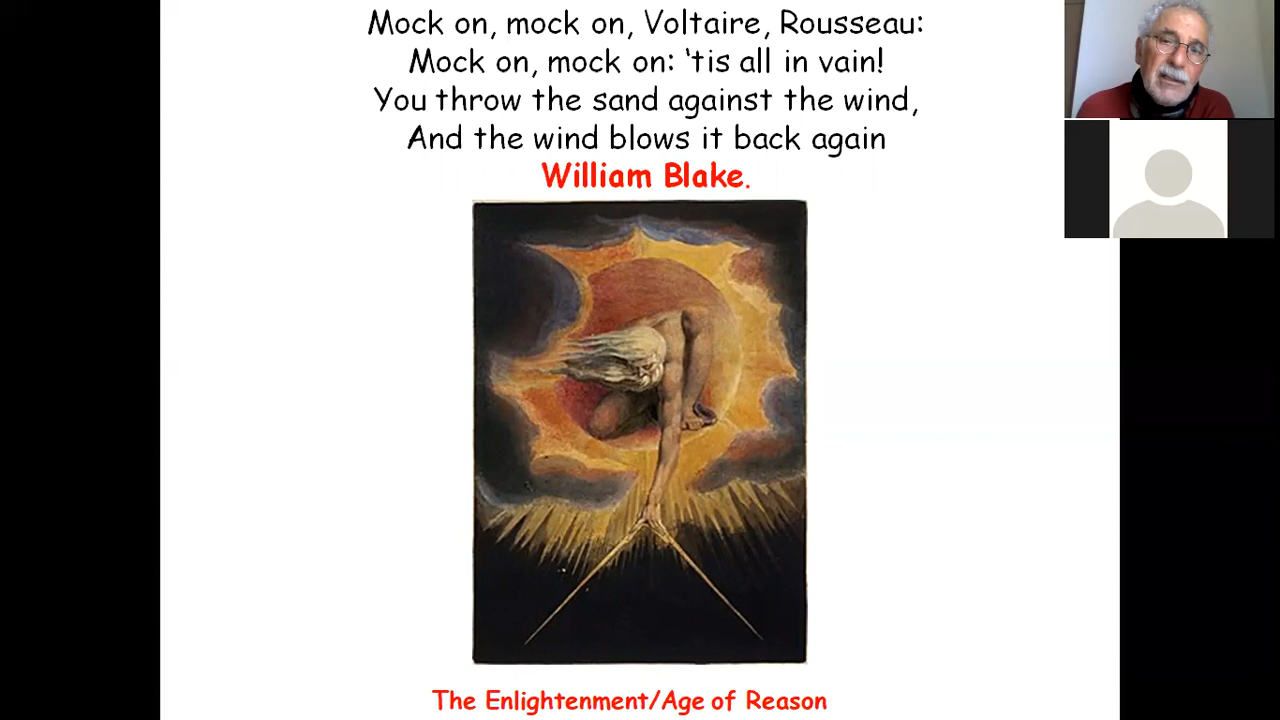 Mock on, mock on, Voltaire, Rousseau:
Mock on, mock on: ‘tis all in vain!
You throw the sand against the wind,
And the wind blows it back again
William Blake.
The Enlightenment/Age of Reason